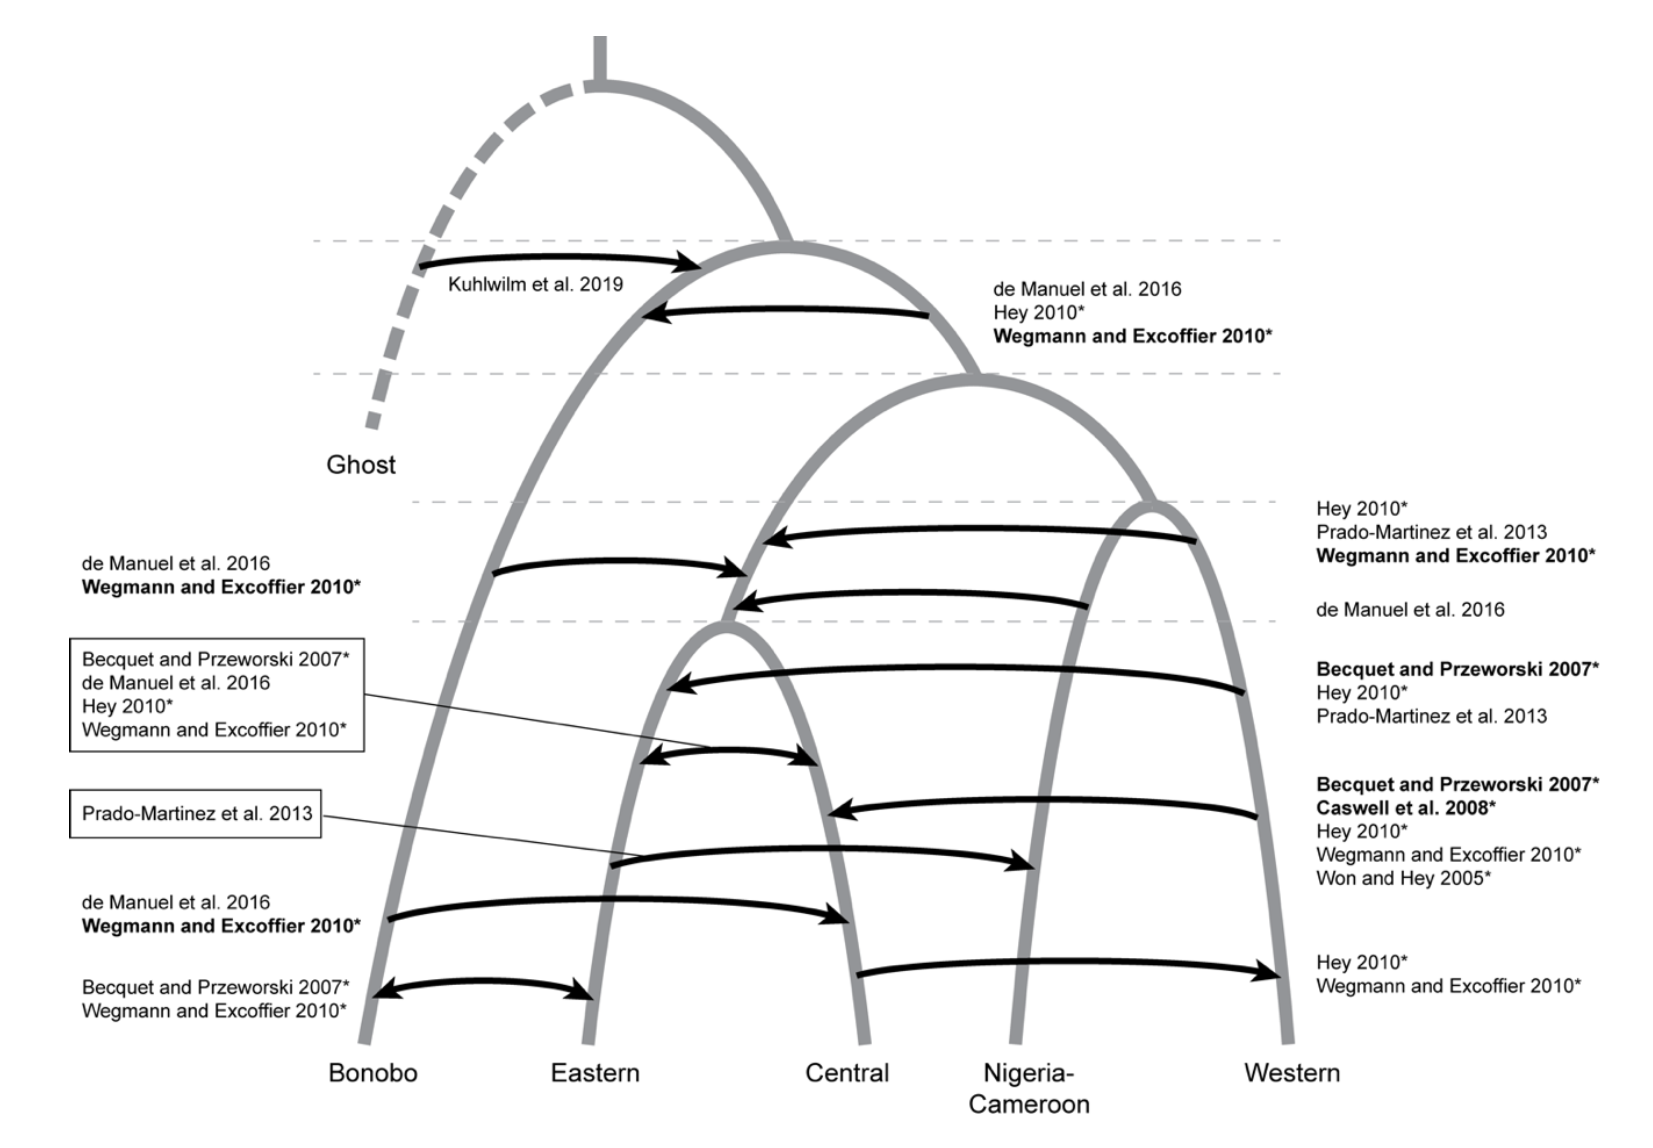 Kuhlwilm et al. 2019
de Manuel et al. 2016
Hey 2010*
Wegmann and Excoffier 2010*
Ghost
Hey 2010*
Prado-Martinez et al. 2013
Wegmann and Excoffier 2010*
de Manuel et al. 2016
Wegmann and Excoffier 2010*
de Manuel et al. 2016
Becquet and Przeworski 2007*
de Manuel et al. 2016
Hey 2010*
Wegmann and Excoffier 2010*
Becquet and Przeworski 2007*
Hey 2010*
Prado-Martinez et al. 2013
Prado-Martinez et al. 2013
Becquet and Przeworski 2007*
Caswell et al. 2008*
Hey 2010*
Wegmann and Excoffier 2010*
Won and Hey 2005*
de Manuel et al. 2016
Wegmann and Excoffier 2010*
Hey 2010*
Wegmann and Excoffier 2010*
Becquet and Przeworski 2007*
Wegmann and Excoffier 2010*
Bonobo
Eastern
Central
Nigeria-
Cameroon
Western